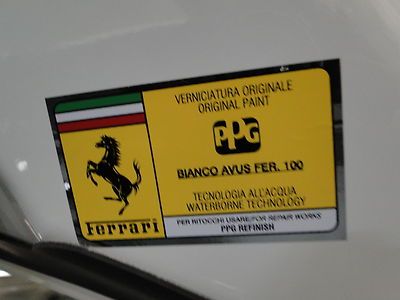 VERNICIATURA ORIGINALE
ORIGINAL PAINT
PPG
BIANCO AVUS FER. 100
TECNOLOGIA ALL'ACQUA
WATERBORNE TECHNOLOGY
Ferrari
PER RITOCCHI USARE/FOR REPAIR WORKS
PPG REFINISH